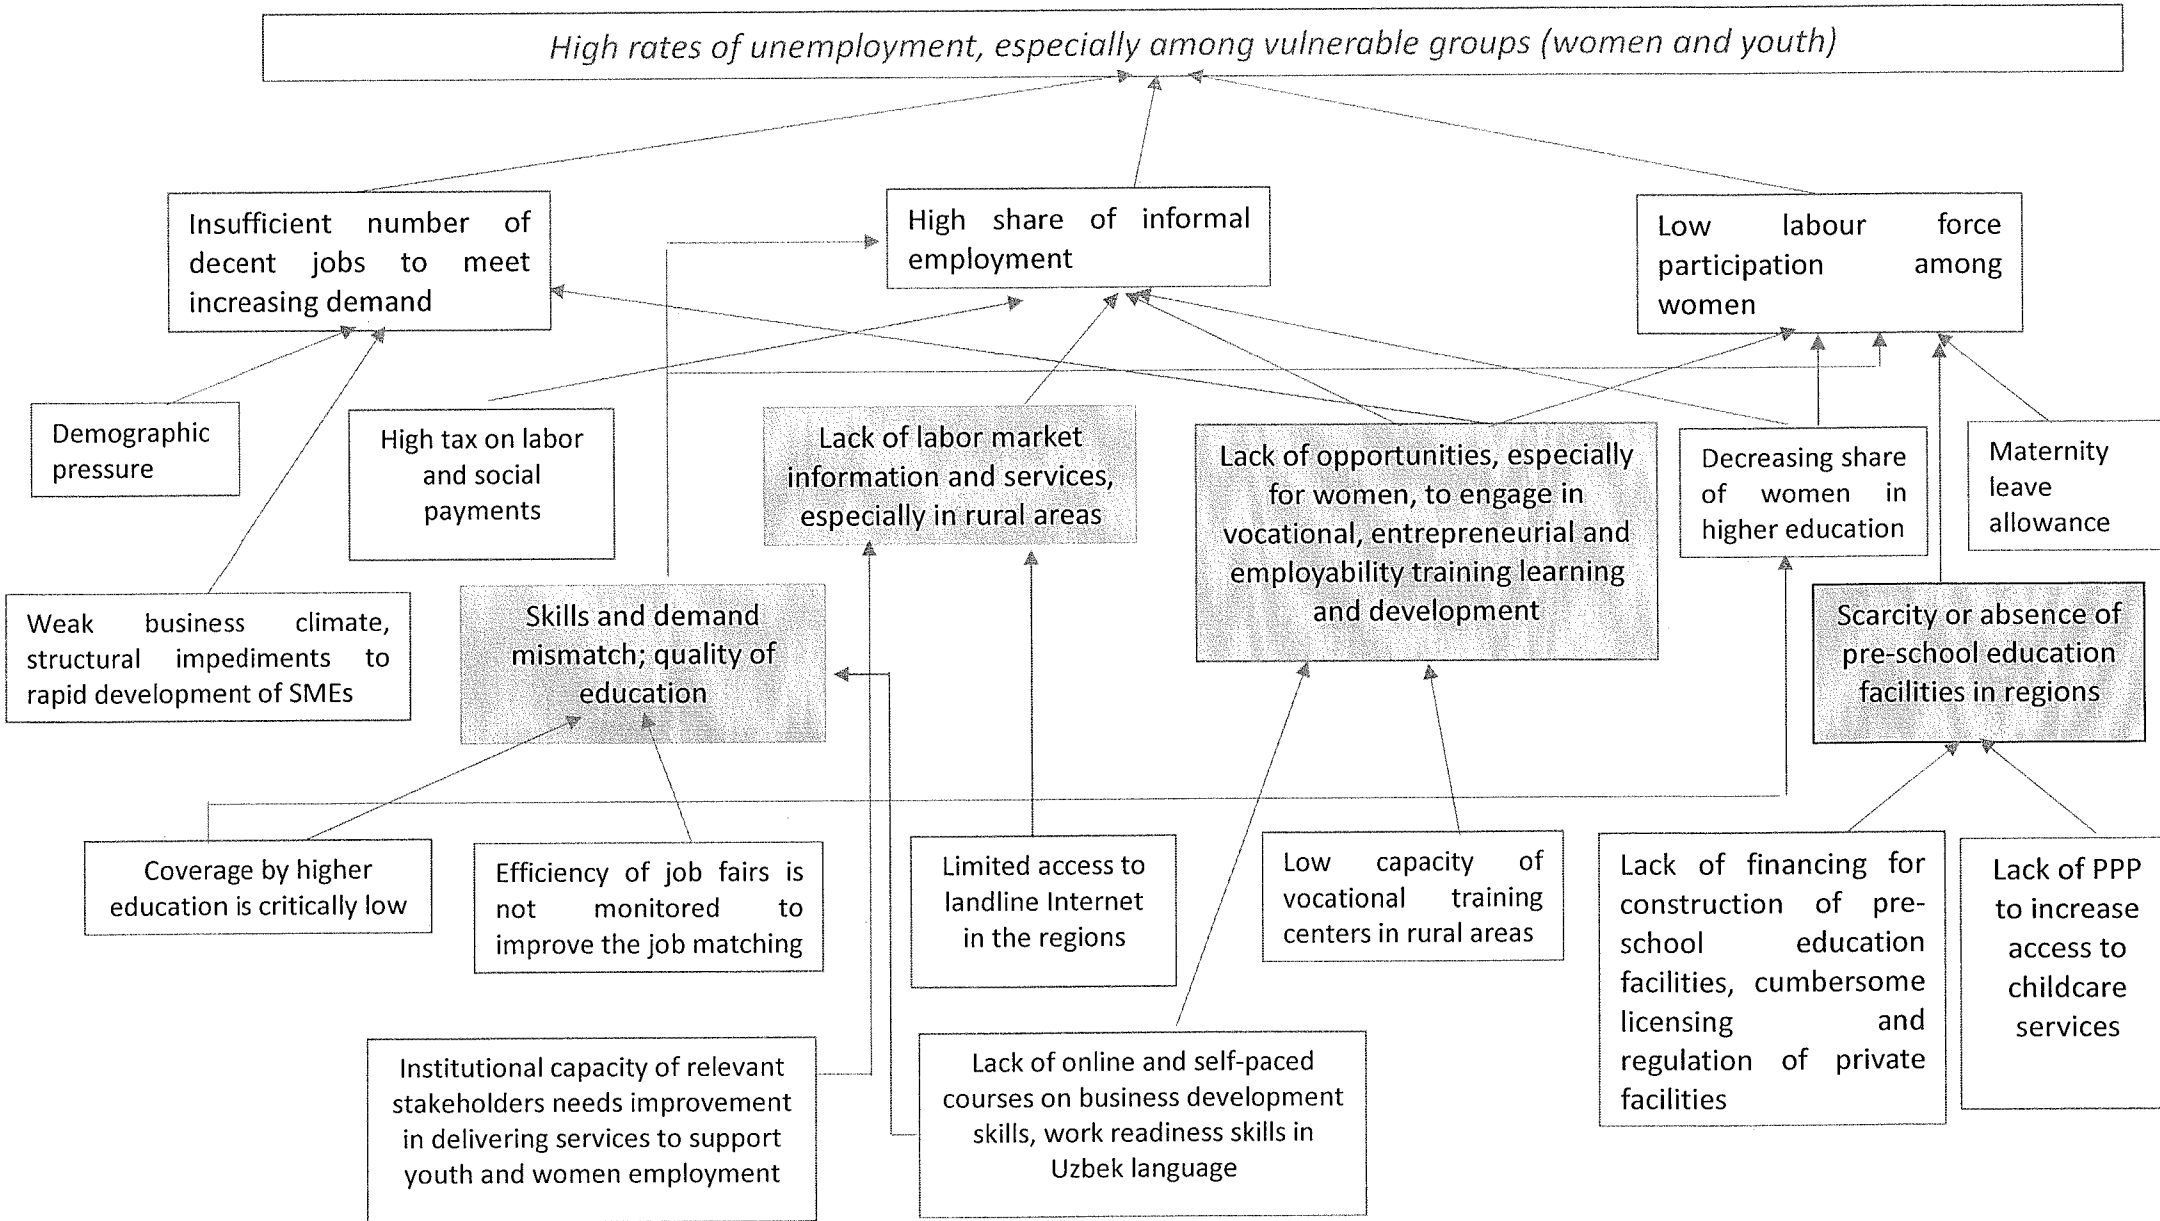 High rates of unemployment, especially among vulnerable groups (women and youth)
Insufficient number of
decent jobs to meet
increasing demand
High share of informal
employment
Low labour force
participation among
women
Demographic
pressure
High tax on labor
and social
payments
Lack of labor market
information and services,
especially in rural areas
Lack of opportunities, especially
for women, to engage in
vocational, entrepreneurial and
employability training learning
and development
Decreasing share
of women in
higher education
Maternity
leave
allowance
Weak business climate,
structural impediments to
rapid development of SMEs
Skills and demand
mismatch; quality of
education
Scarcity or absence of
pre-school education
facilities in regions
Coverage by higher
education is critically low
Efficiency of job fairs is
not monitored to
improve the job matching
Limited access to
landline Internet
in the regions
Low capacity of
vocational training
centers in rural areas
Lack of financing for
construction of pre-
school education
facilities, cumbersome
licensing and
regulation of private
facilities
Lack of PPP
to increase
access to
childcare
services
Institutional capacity of relevant
stakeholders needs improvement
in delivering services to support
youth and women employment
Lack of online and self-paced
courses on business development
skills, work readiness skills in
Uzbek language